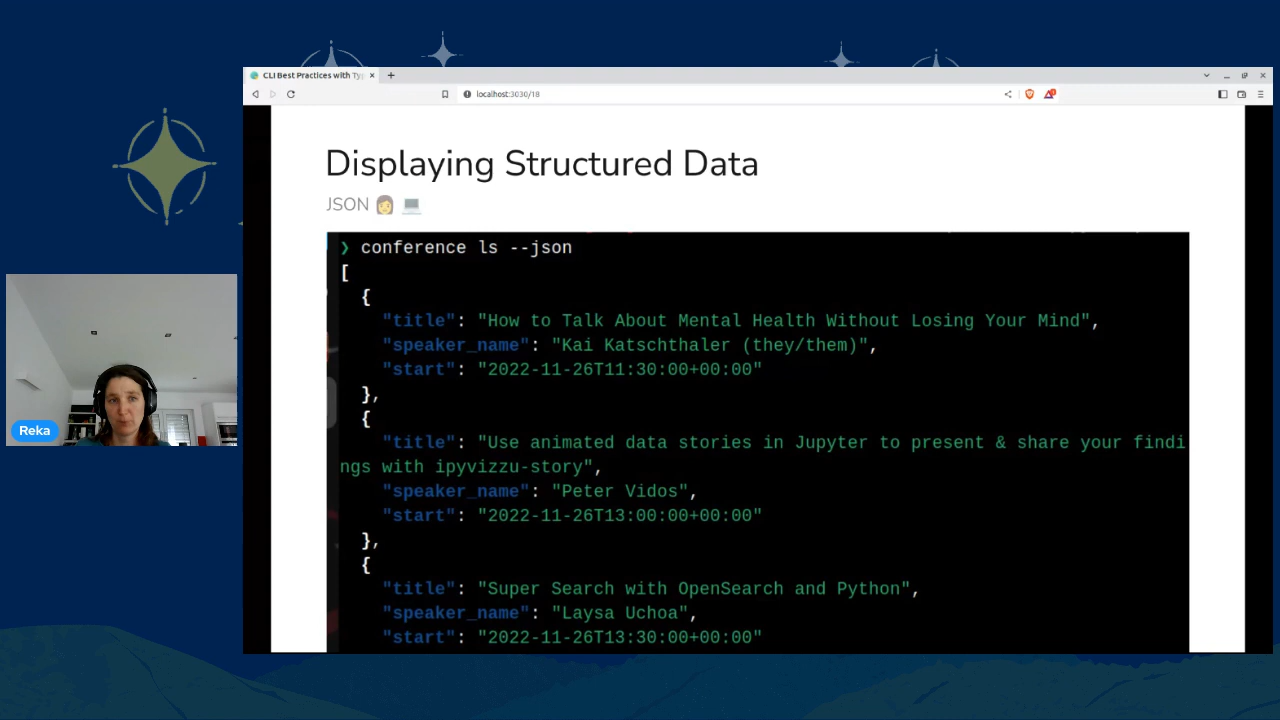 CLI Best Practices with Ty
localhost:3030/18
Displaying Structured Data
JSON
❯ conference ls --json
[
{
"title": "How to Talk About Mental Health Without Losing Your Mind",
"speaker_name": "Kai Katschthaler (they/them)",
"start": "2022-11-26T11:30:00+00:00"
},
{
"title": "Use animated data stories in Jupyter to present & share your findi
ngs with ipyvizzu-story",
"speaker_name": "Peter Vidos",
"start": "2022-11-26T13:00:00+00:00"
},
{
"title": "Super Search with OpenSearch and Python",
"speaker_name": "Laysa Uchoa",
"start": "2022-11-26T13:30:00+00:00"
Reka